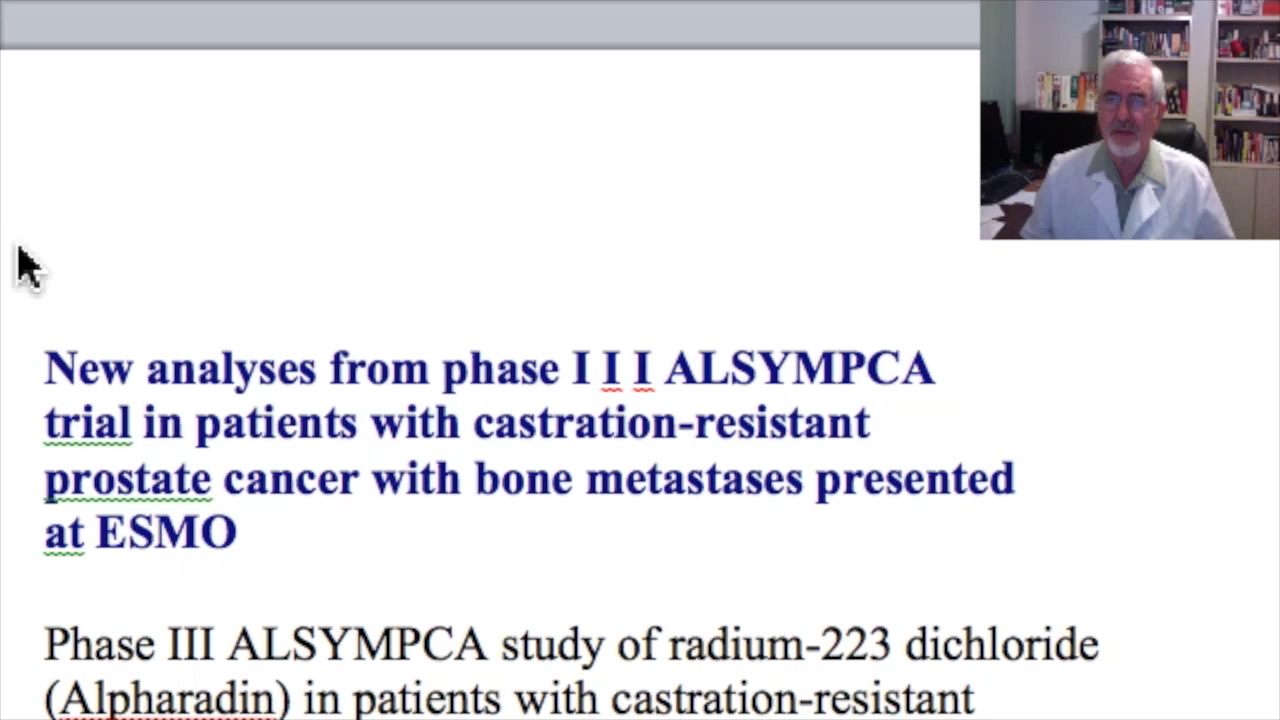 New analyses from phase I I I ALSYMPCA
trial in patients with castration-resistant
prostate cancer with bone metastases presented
at ESMO
Phase III ALSYMPCA study of radium-223 dichloride
(Alpharadin) in patients with castration-resistant